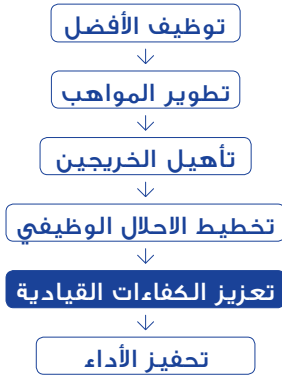 توظيف الأفضل
تطوير المواهب
تأهيل الخريجين
تخطيط الاحلال الوظيفي
تعزيز الكفاءات القيادية
تحفيز الأداء